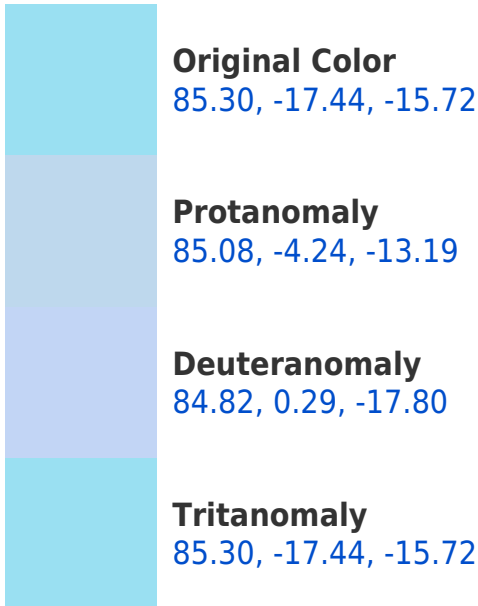 Original Color
85.30, -17.44, -15.72
Protanomaly
85.08, -4.24, -13.19
Deuteranomaly
84.82, 0.29, -17.80
Tritanomaly
85.30, -17.44, -15.72